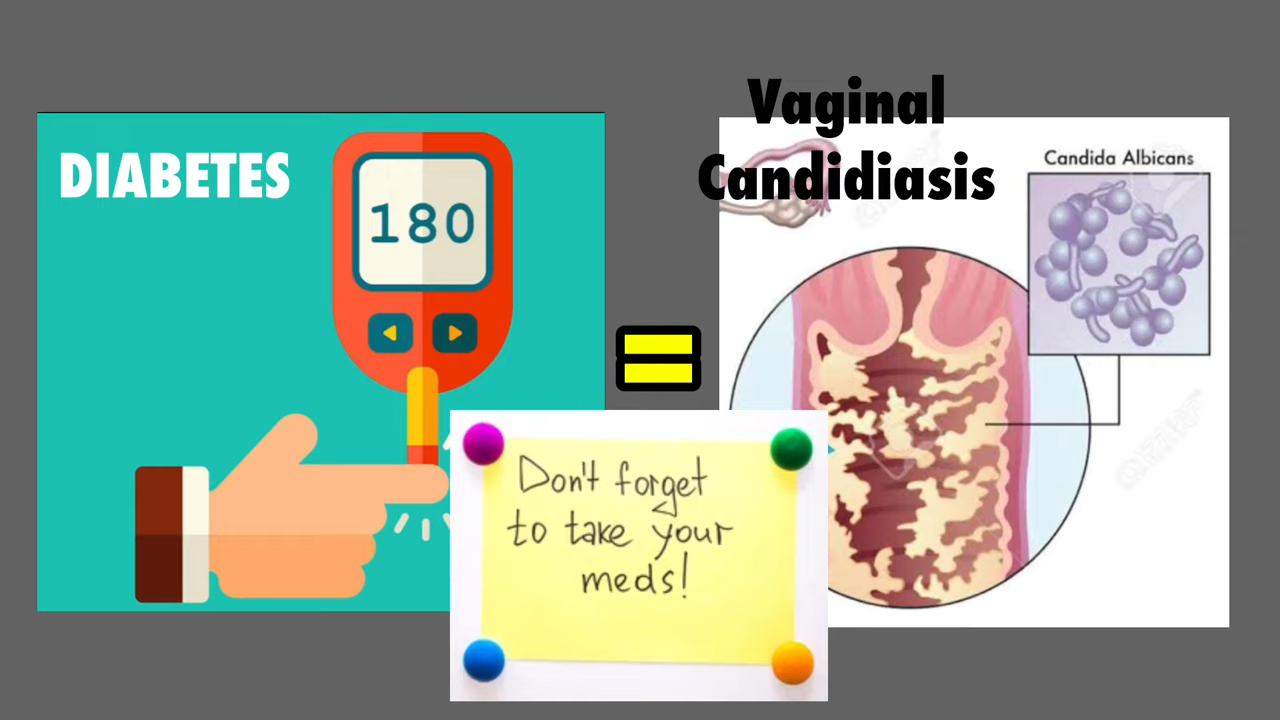 DIABETES
180
Vaginal
Candidiasis
Candida Albicans
Don't forget
to take your
meds!